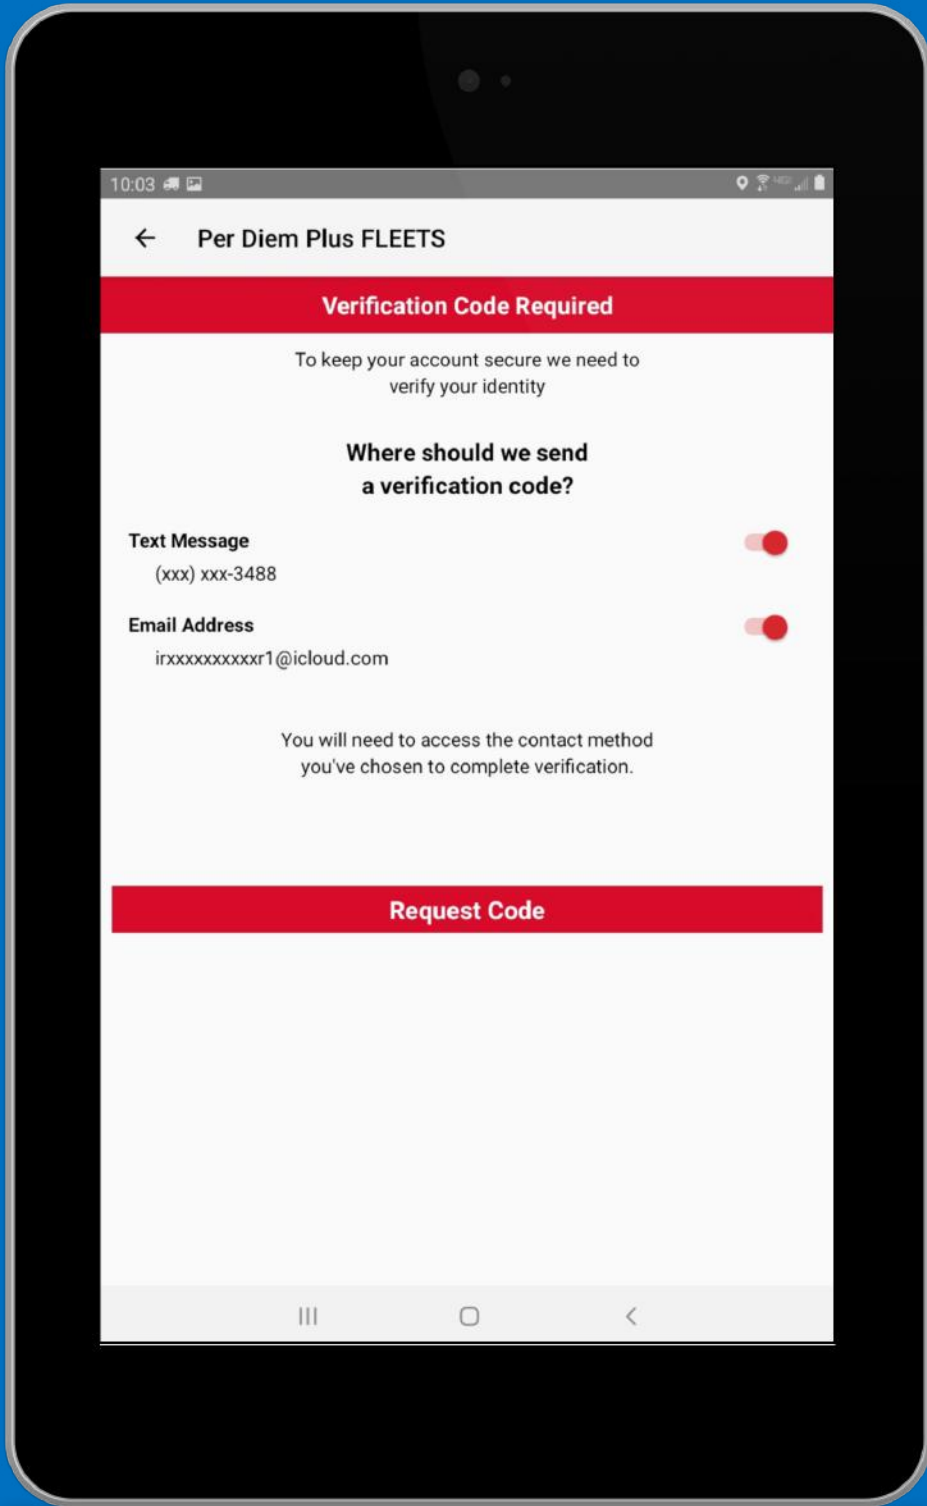 10:03
Per Diem Plus FLEETS
Verification Code Required
To keep your account secure we need to
verify your identity
Where should we send
a verification code?
Text Message
(xxx) xxx-3488
Email Address
irxxxxxxxxxxr1@icloud.com
You will need to access the contact method
you've chosen to complete verification.
Request Code